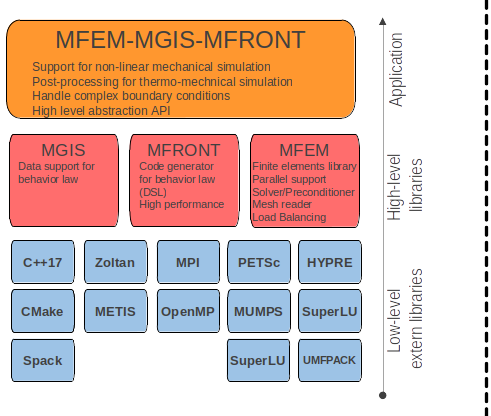 MFEM-MGIS-MFRONT
Support for non-linear mechanical simulation
Post-processing for thermo-mechnical simulation
Handle complex boundary conditions
High level abstraction API
Application
MGIS
Data support for
behavior law
MFRONT
Code generator
for behavior law
(DSL)
High performance
MFEM
Finite elements library
Parallel support
Solver/Preconditioner
Mesh reader
Load Balancing
High-level
libraries
C++17
Zoltan
MPI
PETSc
HYPRE
CMake
METIS
OpenMP
MUMPS
SuperLU
Spack
SuperLU
UMFPACK
Low-level
extern libraries